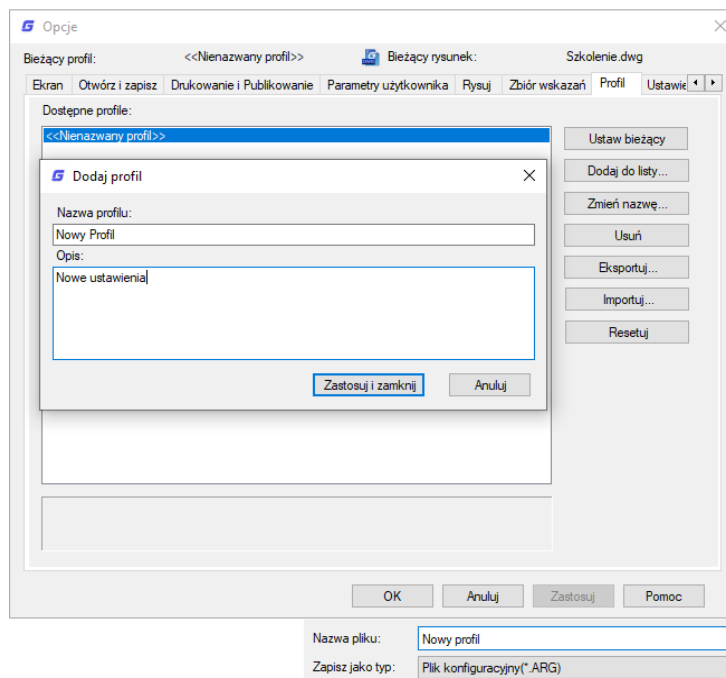 Opcje
Bieżący profil: <<Nienazwany profil>> Bieżący rysunek: Szkolenie.dwg
Ekran Otwórz i zapisz Drukowanie i Publikowanie Parametry użytkownika Rysuj Zbiór wskazań Profil Ustawie
Dostępne profile:
<<Nienazwany profil>>
Ustaw bieżący
Dodaj do listy...
Zmień nazwę...
Usuń
Eksportuj...
Importuj...
Resetuj
Dodaj profil
Nazwa profilu:
Nowy Profil
Opis:
Nowe ustawienia
Zastosuj i zamknij Anuluj
OK Anuluj Zastosuj Pomoc
Nazwa pliku: Nowy profil
Zapisz jako typ: Plik konfiguracyjny(*.ARG)